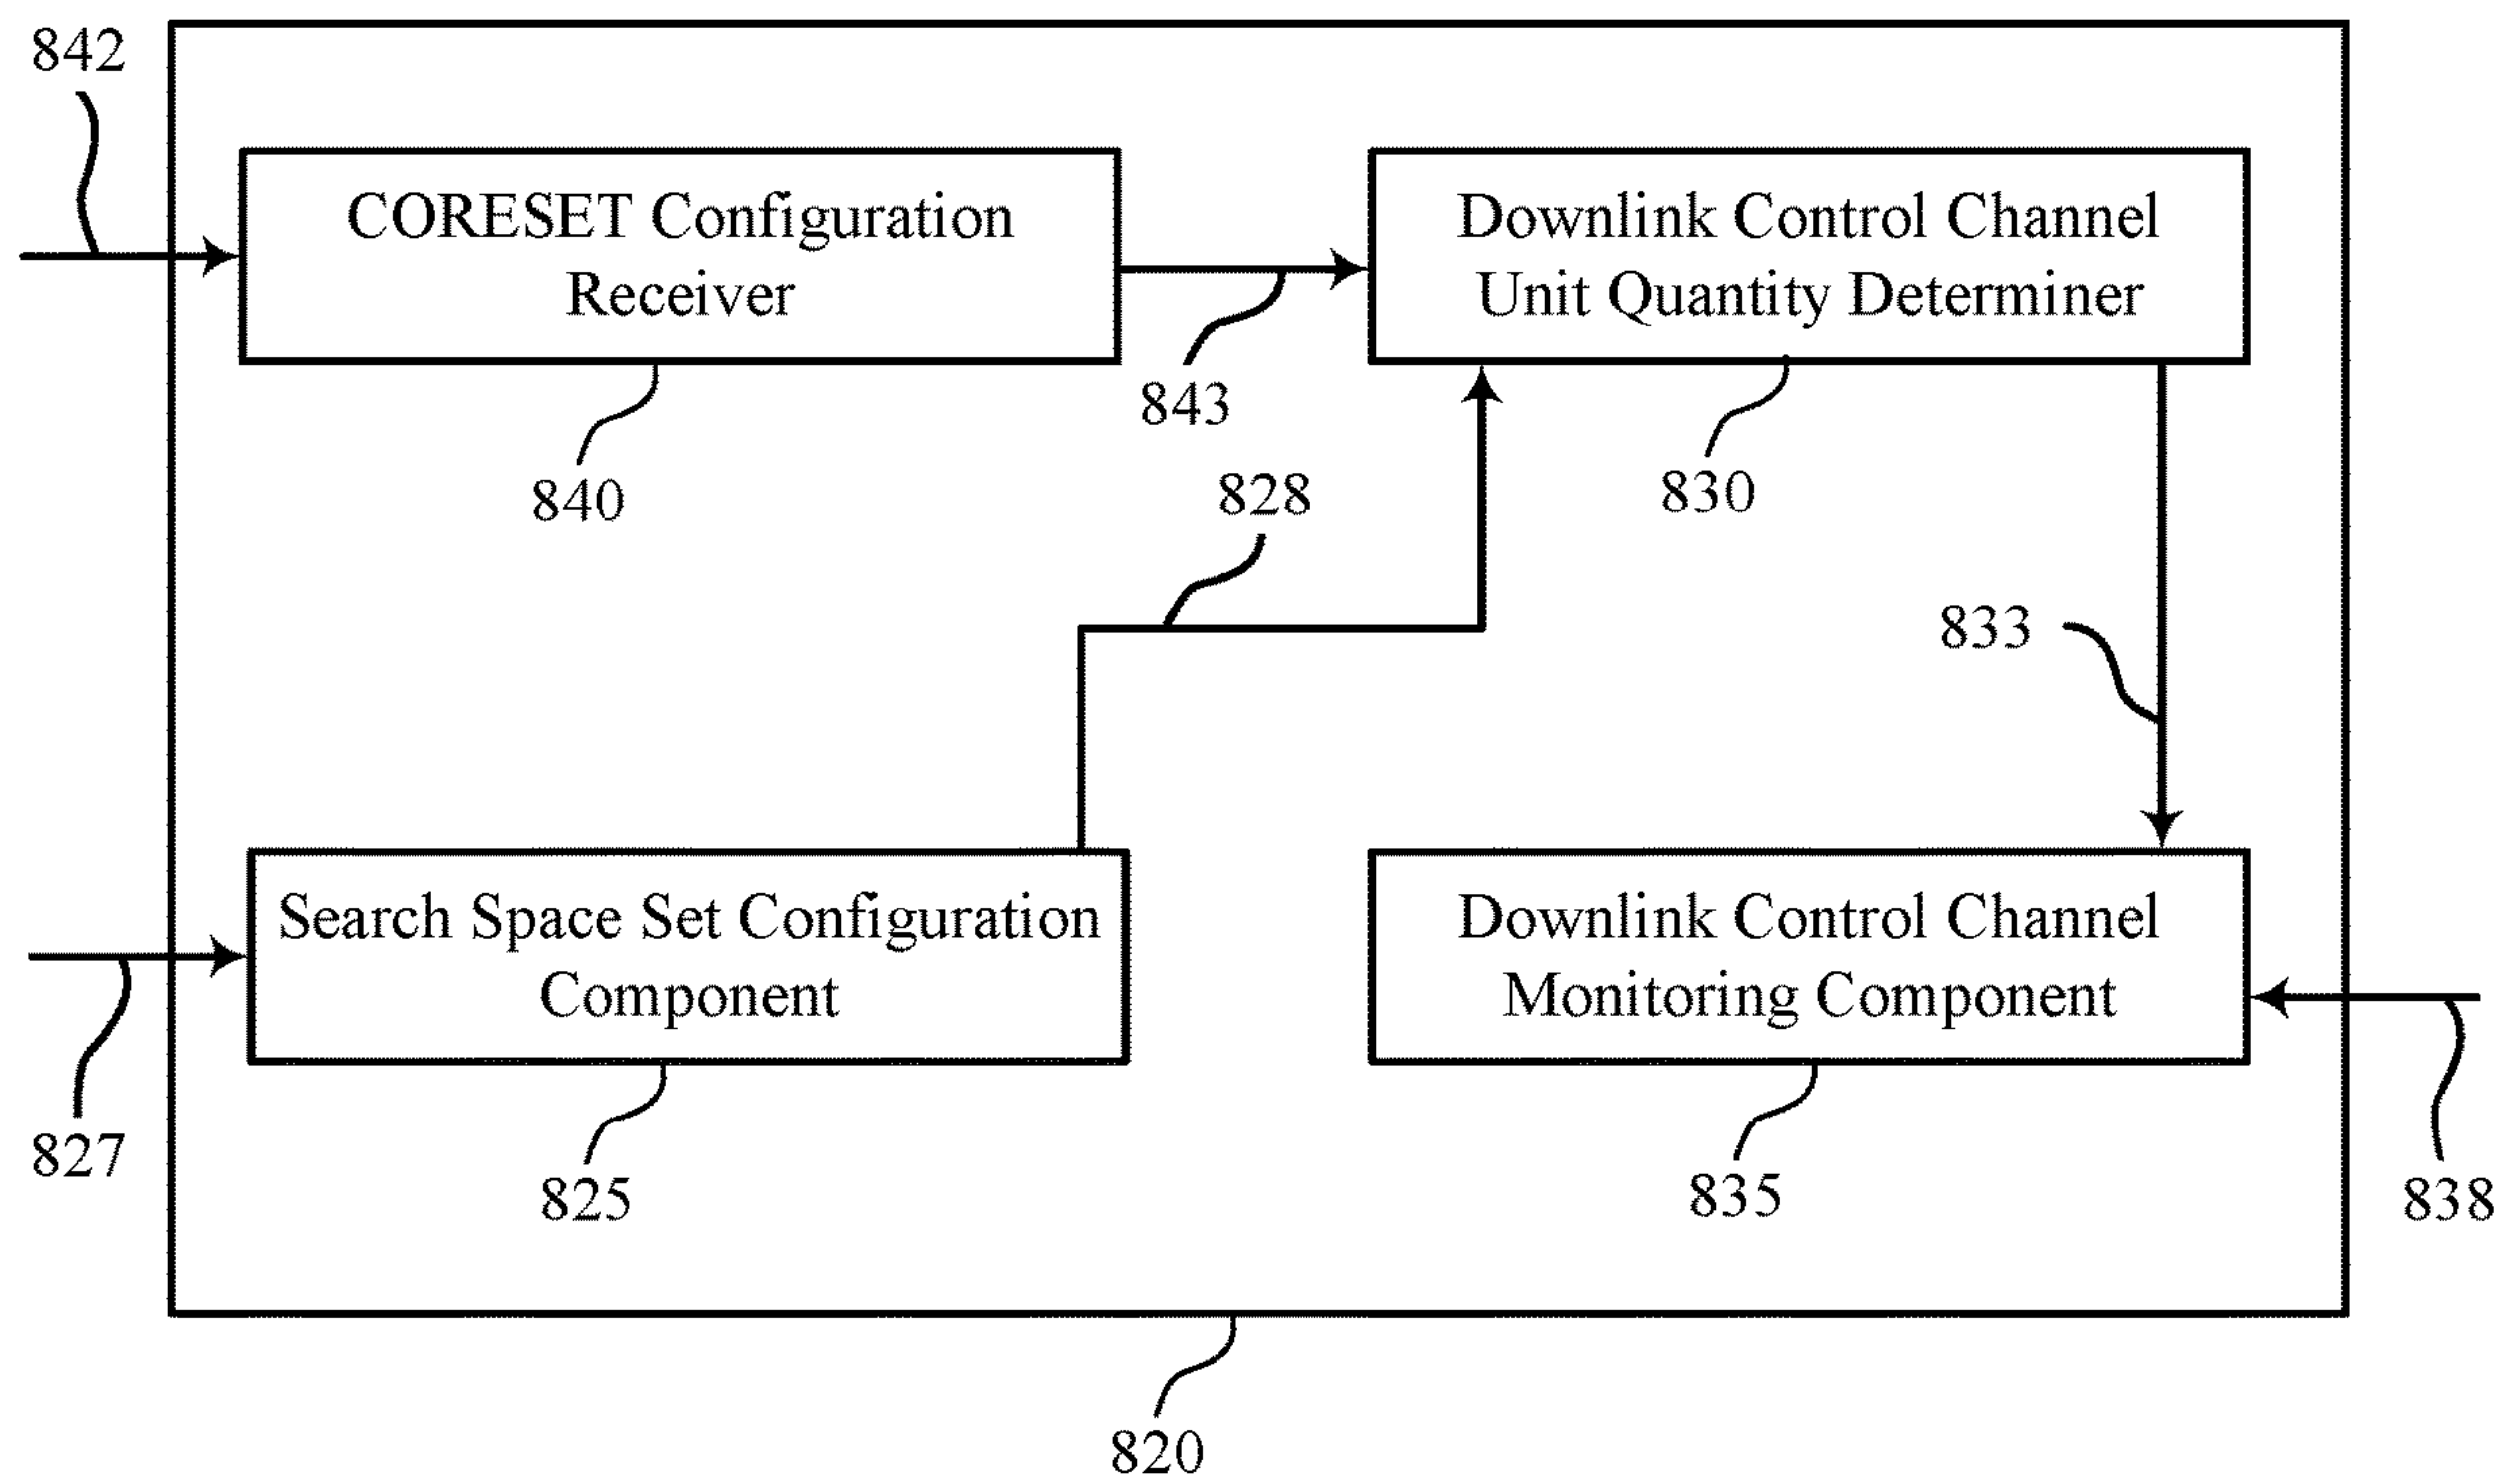 842
CORESET Configuration
Receiver
Downlink Control Channel
Unit Quantity Determiner
843
840
828
830
833
Search Space Set Configuration
Component
Downlink Control Channel
Monitoring Component
827
825
835
838
820